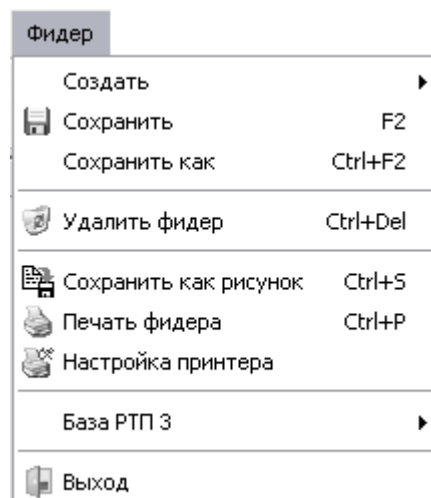 Фидер
Создать
Сохранить F2
Сохранить как Ctrl+F2
Удалить фидер Ctrl+Del
Сохранить как рисунок Ctrl+S
Печать фидера Ctrl+P
Настройка принтера
База РТП 3
Выход